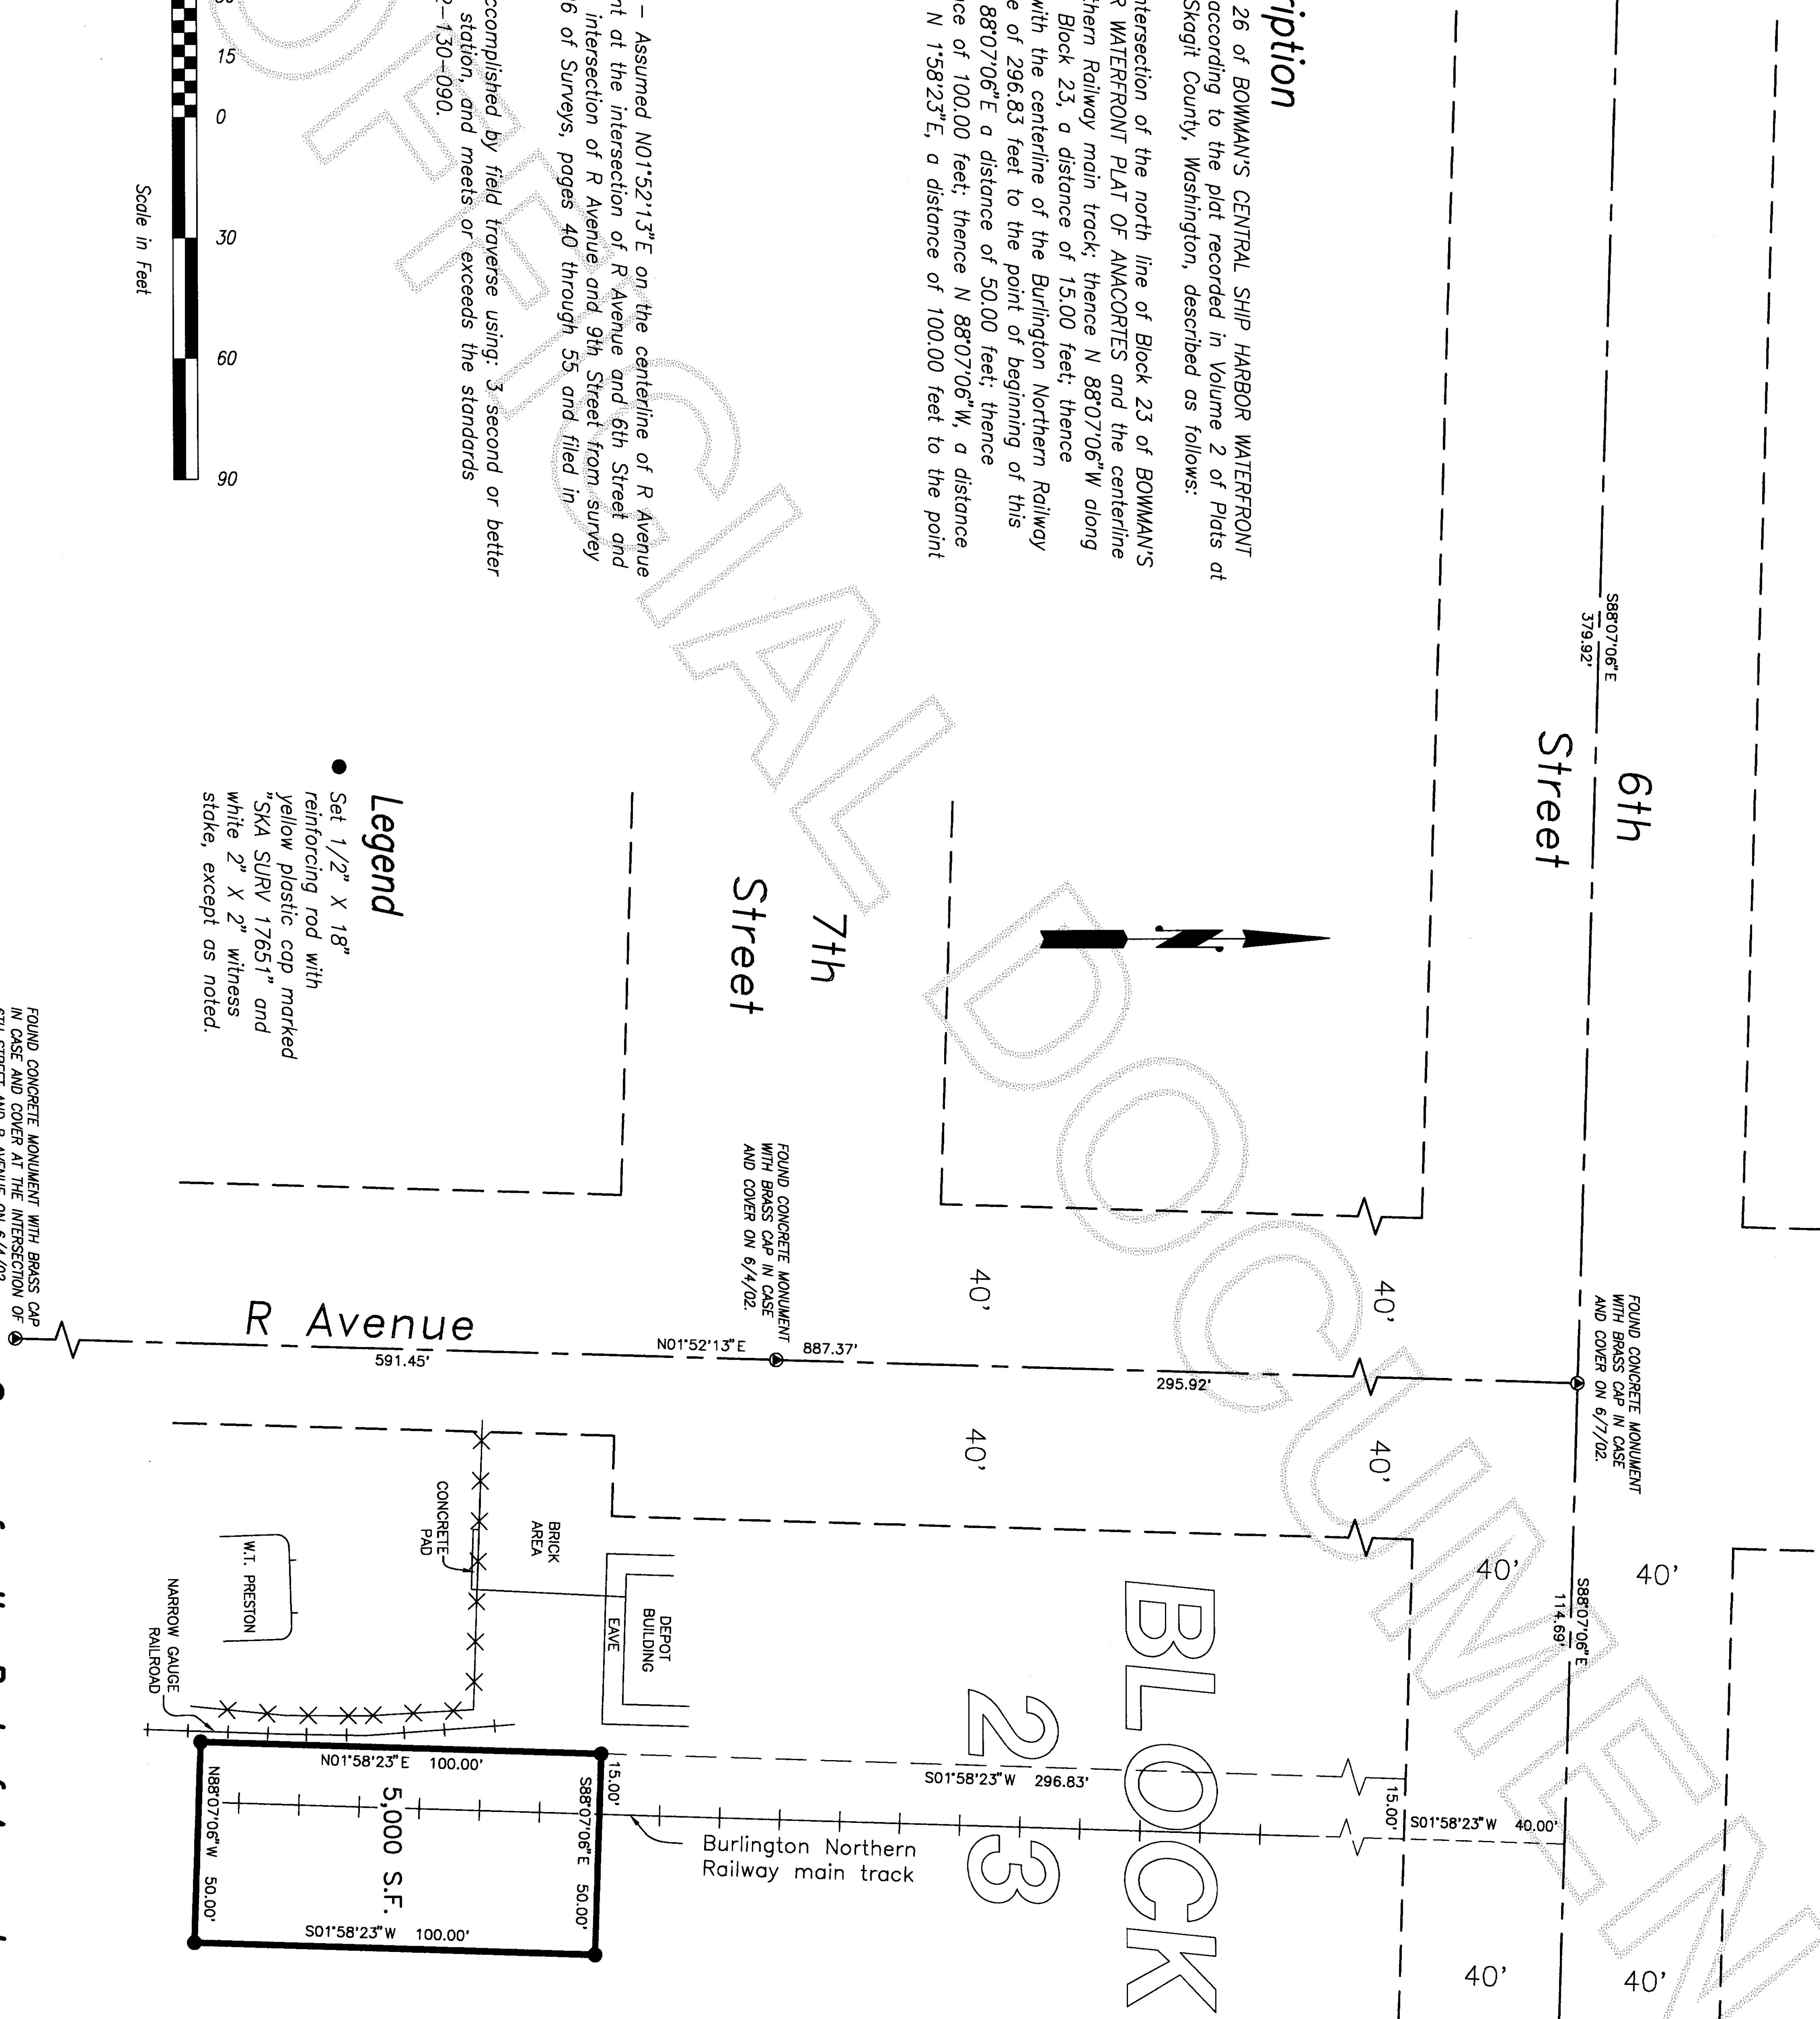 ription
26 of BOWMAN'S CENTRAL SHIP HARBOR WATERFRONT
according to the plat recorded in Volume 2 of Plats at
Skagit County, Washington, described as follows:
ntersection of the north line of Block 23 of BOWMAN'S
R WATERFRONT PLAT OF ANACORTES and the centerline
thern Railway main track; thence N 88°07'06"W along
Block 23, a distance of 15.00 feet; thence
with the centerline of the Burlington Northern Railway
e of 296.83 feet to the point of beginning of this
88°07'06"E a distance of 50.00 feet; thence
ce of 100.00 feet; thence N 88°07'06"W, a distance
N 1°58'23"E, a distance of 100.00 feet to the point
– Assumed N01°52'13"E on the centerline of R Avenue
nt at the intersection of R Avenue and 6th Street and
intersection of R Avenue and 9th Street from survey
6 of Surveys, pages 40 through 55 and filed in
ccomplished by field traverse using: 3 second or better
station, and meets or exceeds the standards
2-130-090.
15
0
30
60
90
Scale in Feet
Legend
Set 1/2" X 18"
reinforcing rod with
yellow plastic cap marked
"SKA SURV 17651" and
white 2" X 2" witness
stake, except as noted.
S88°07'06"E
379.92'
6th
Street
7th
Street
FOUND CONCRETE MONUMENT
WITH BRASS CAP IN CASE
AND COVER ON 6/7/02.
FOUND CONCRETE MONUMENT
WITH BRASS CAP IN CASE
AND COVER ON 6/4/02.
FOUND CONCRETE MONUMENT WITH BRASS CAP
IN CASE AND COVER AT THE INTERSECTION OF
R Avenue
591.45'
N01°52'13"E
887.37'
295.92'
40'
40'
40'
40'
40'
40'
S88°07'06"E
114.69'
40'
40'
15.00'
S01°58'23"W 40.00'
BLOCK
23
S01°58'23"W 296.83'
Burlington Northern
Railway main track
DEPOT
BUILDING
EAVE
BRICK
AREA
CONCRETE
PAD
W.T. PRESTON
NARROW GAUGE
RAILROAD
15.00'
S88°07'06"E 50.00'
N01°58'23"E 100.00'
5,000 S.F.
S01°58'23"W 100.00'
N88°07'06"W 50.00'
OFFICIAL DOCUMEN